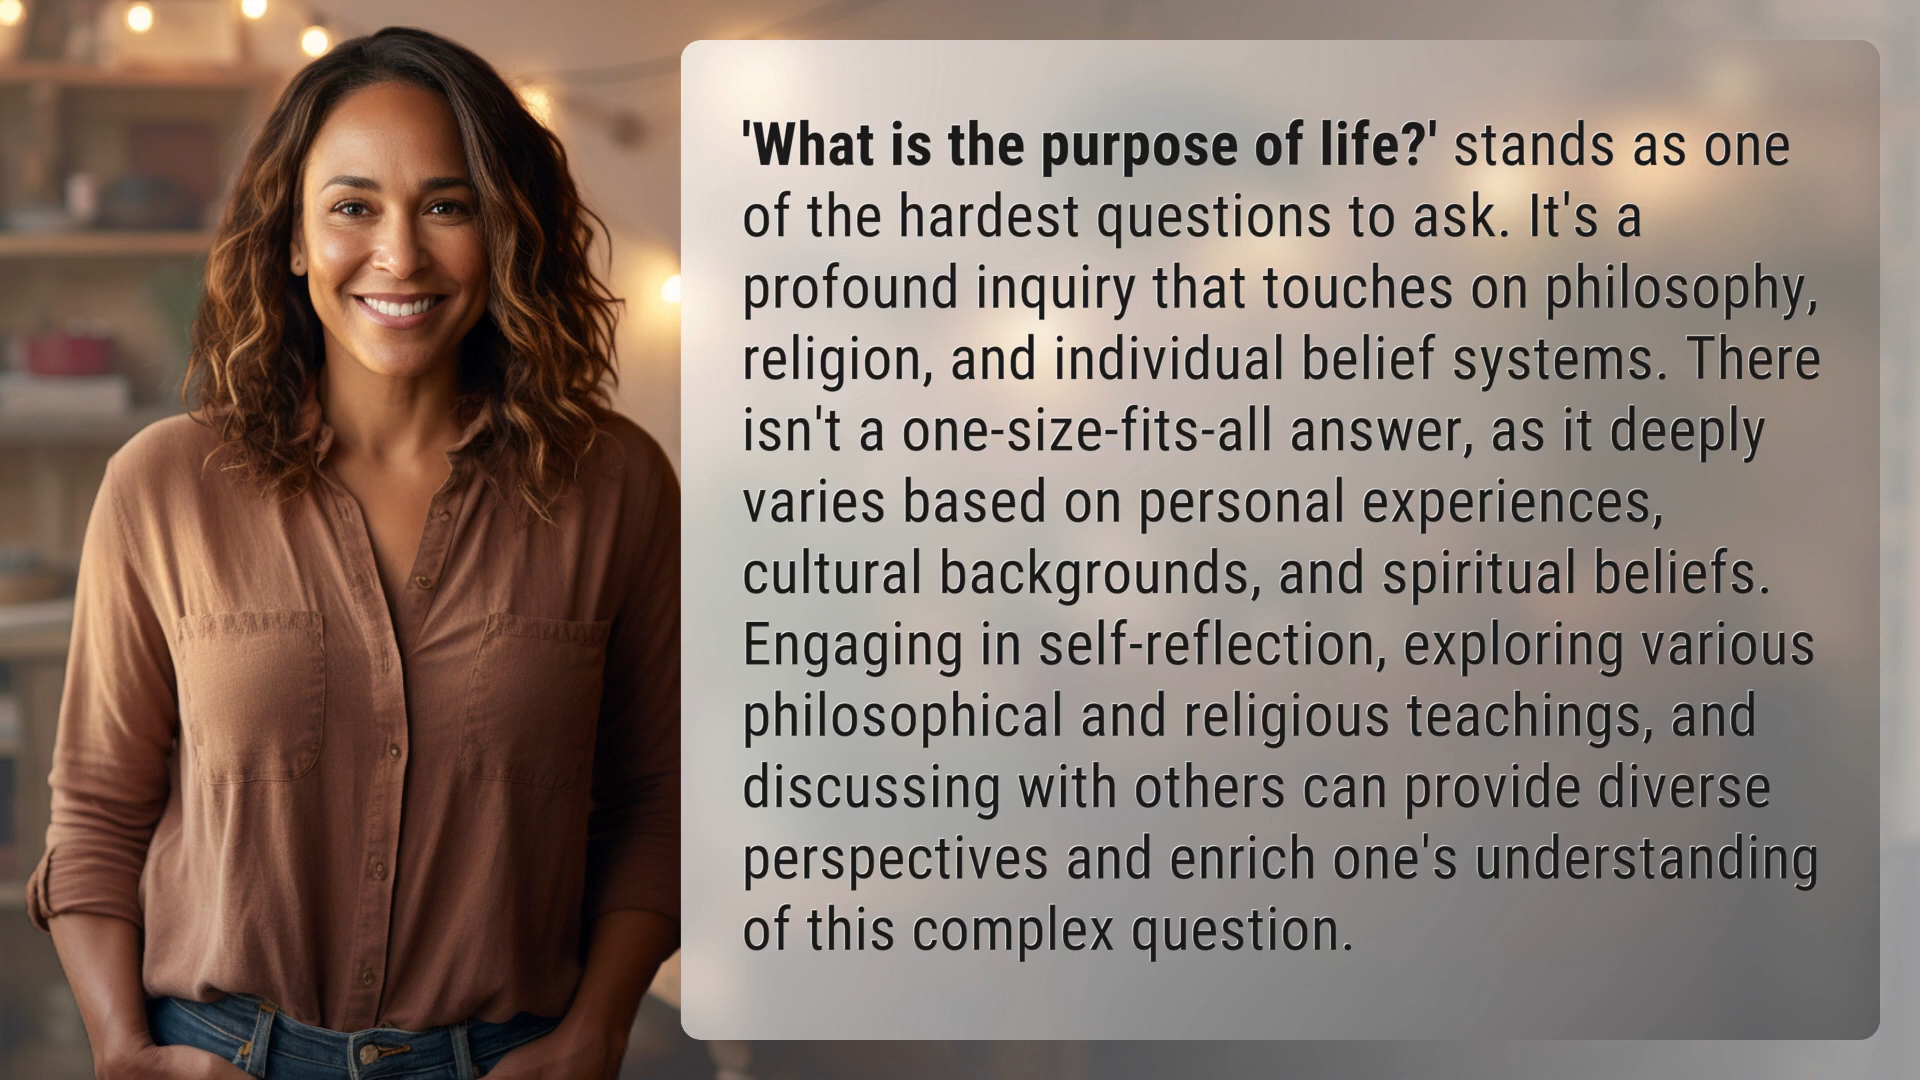 'What is the purpose of life?' stands as one
of the hardest questions to ask. It's a
profound inquiry that touches on philosophy,
religion, and individual belief systems. There
isn't a one-size-fits-all answer, as it deeply
varies based on personal experiences,
cultural backgrounds, and spiritual beliefs.
Engaging in self-reflection, exploring various
philosophical and religious teachings, and
discussing with others can provide diverse
perspectives and enrich one's understanding
of this complex question.